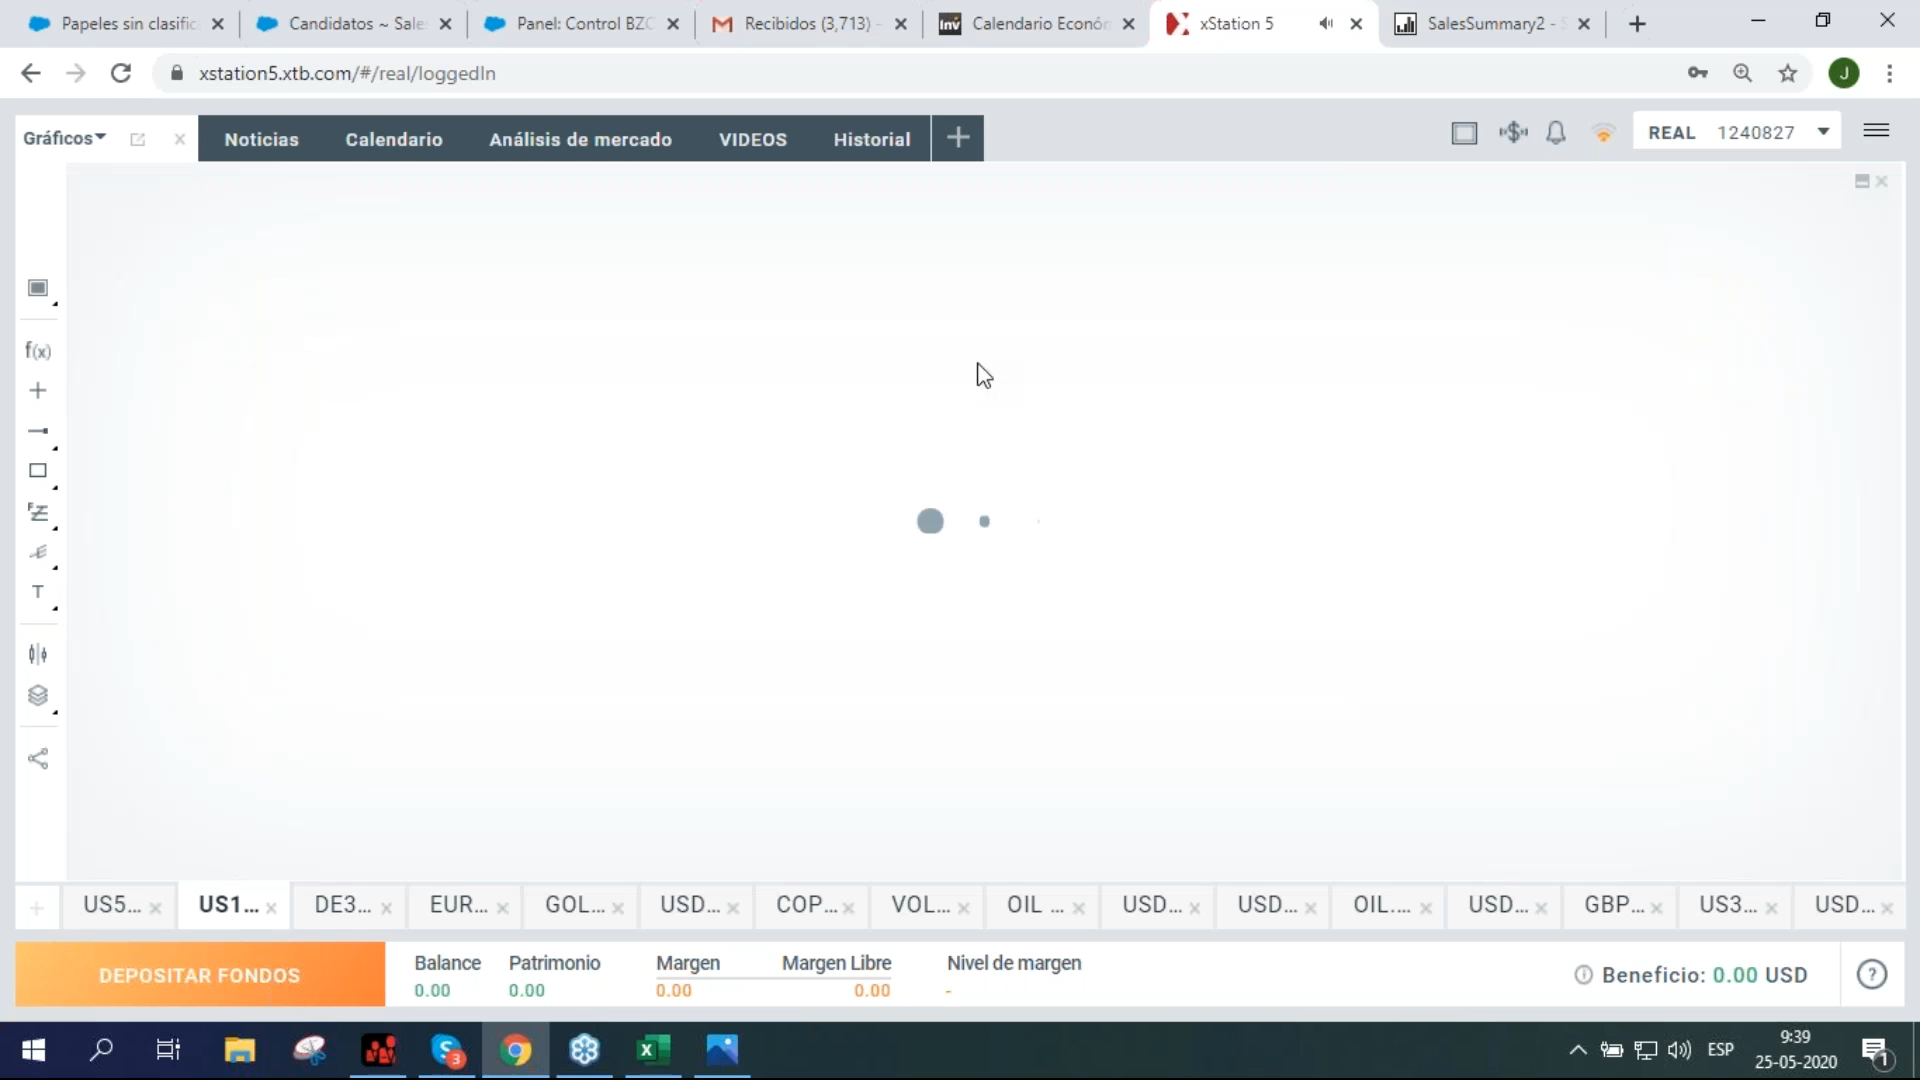 Papeles sin clasific
Candidatos ~ Sale
Panel: Control BZC
Recibidos (3,713) -
Calendario Económ
xStation 5
SalesSummary2 - S
xstation5.xtb.com/#/real/loggedIn
J
Gráficos
Noticias
Calendario
Análisis de mercado
VIDEOS
Historial
REAL 1240827
f(x)
T
US5...
US1...
DE3...
EUR...
GOL...
USD...
COP...
VOL...
OIL ...
USD...
USD...
OIL....
USD...
GBP...
US3...
USD...
DEPOSITAR FONDOS
Balance
0.00
Patrimonio
0.00
Margen
0.00
Margen Libre
0.00
Nivel de margen
-
Beneficio: 0.00 USD
?
3
ESP
9:39
25-05-2020
1